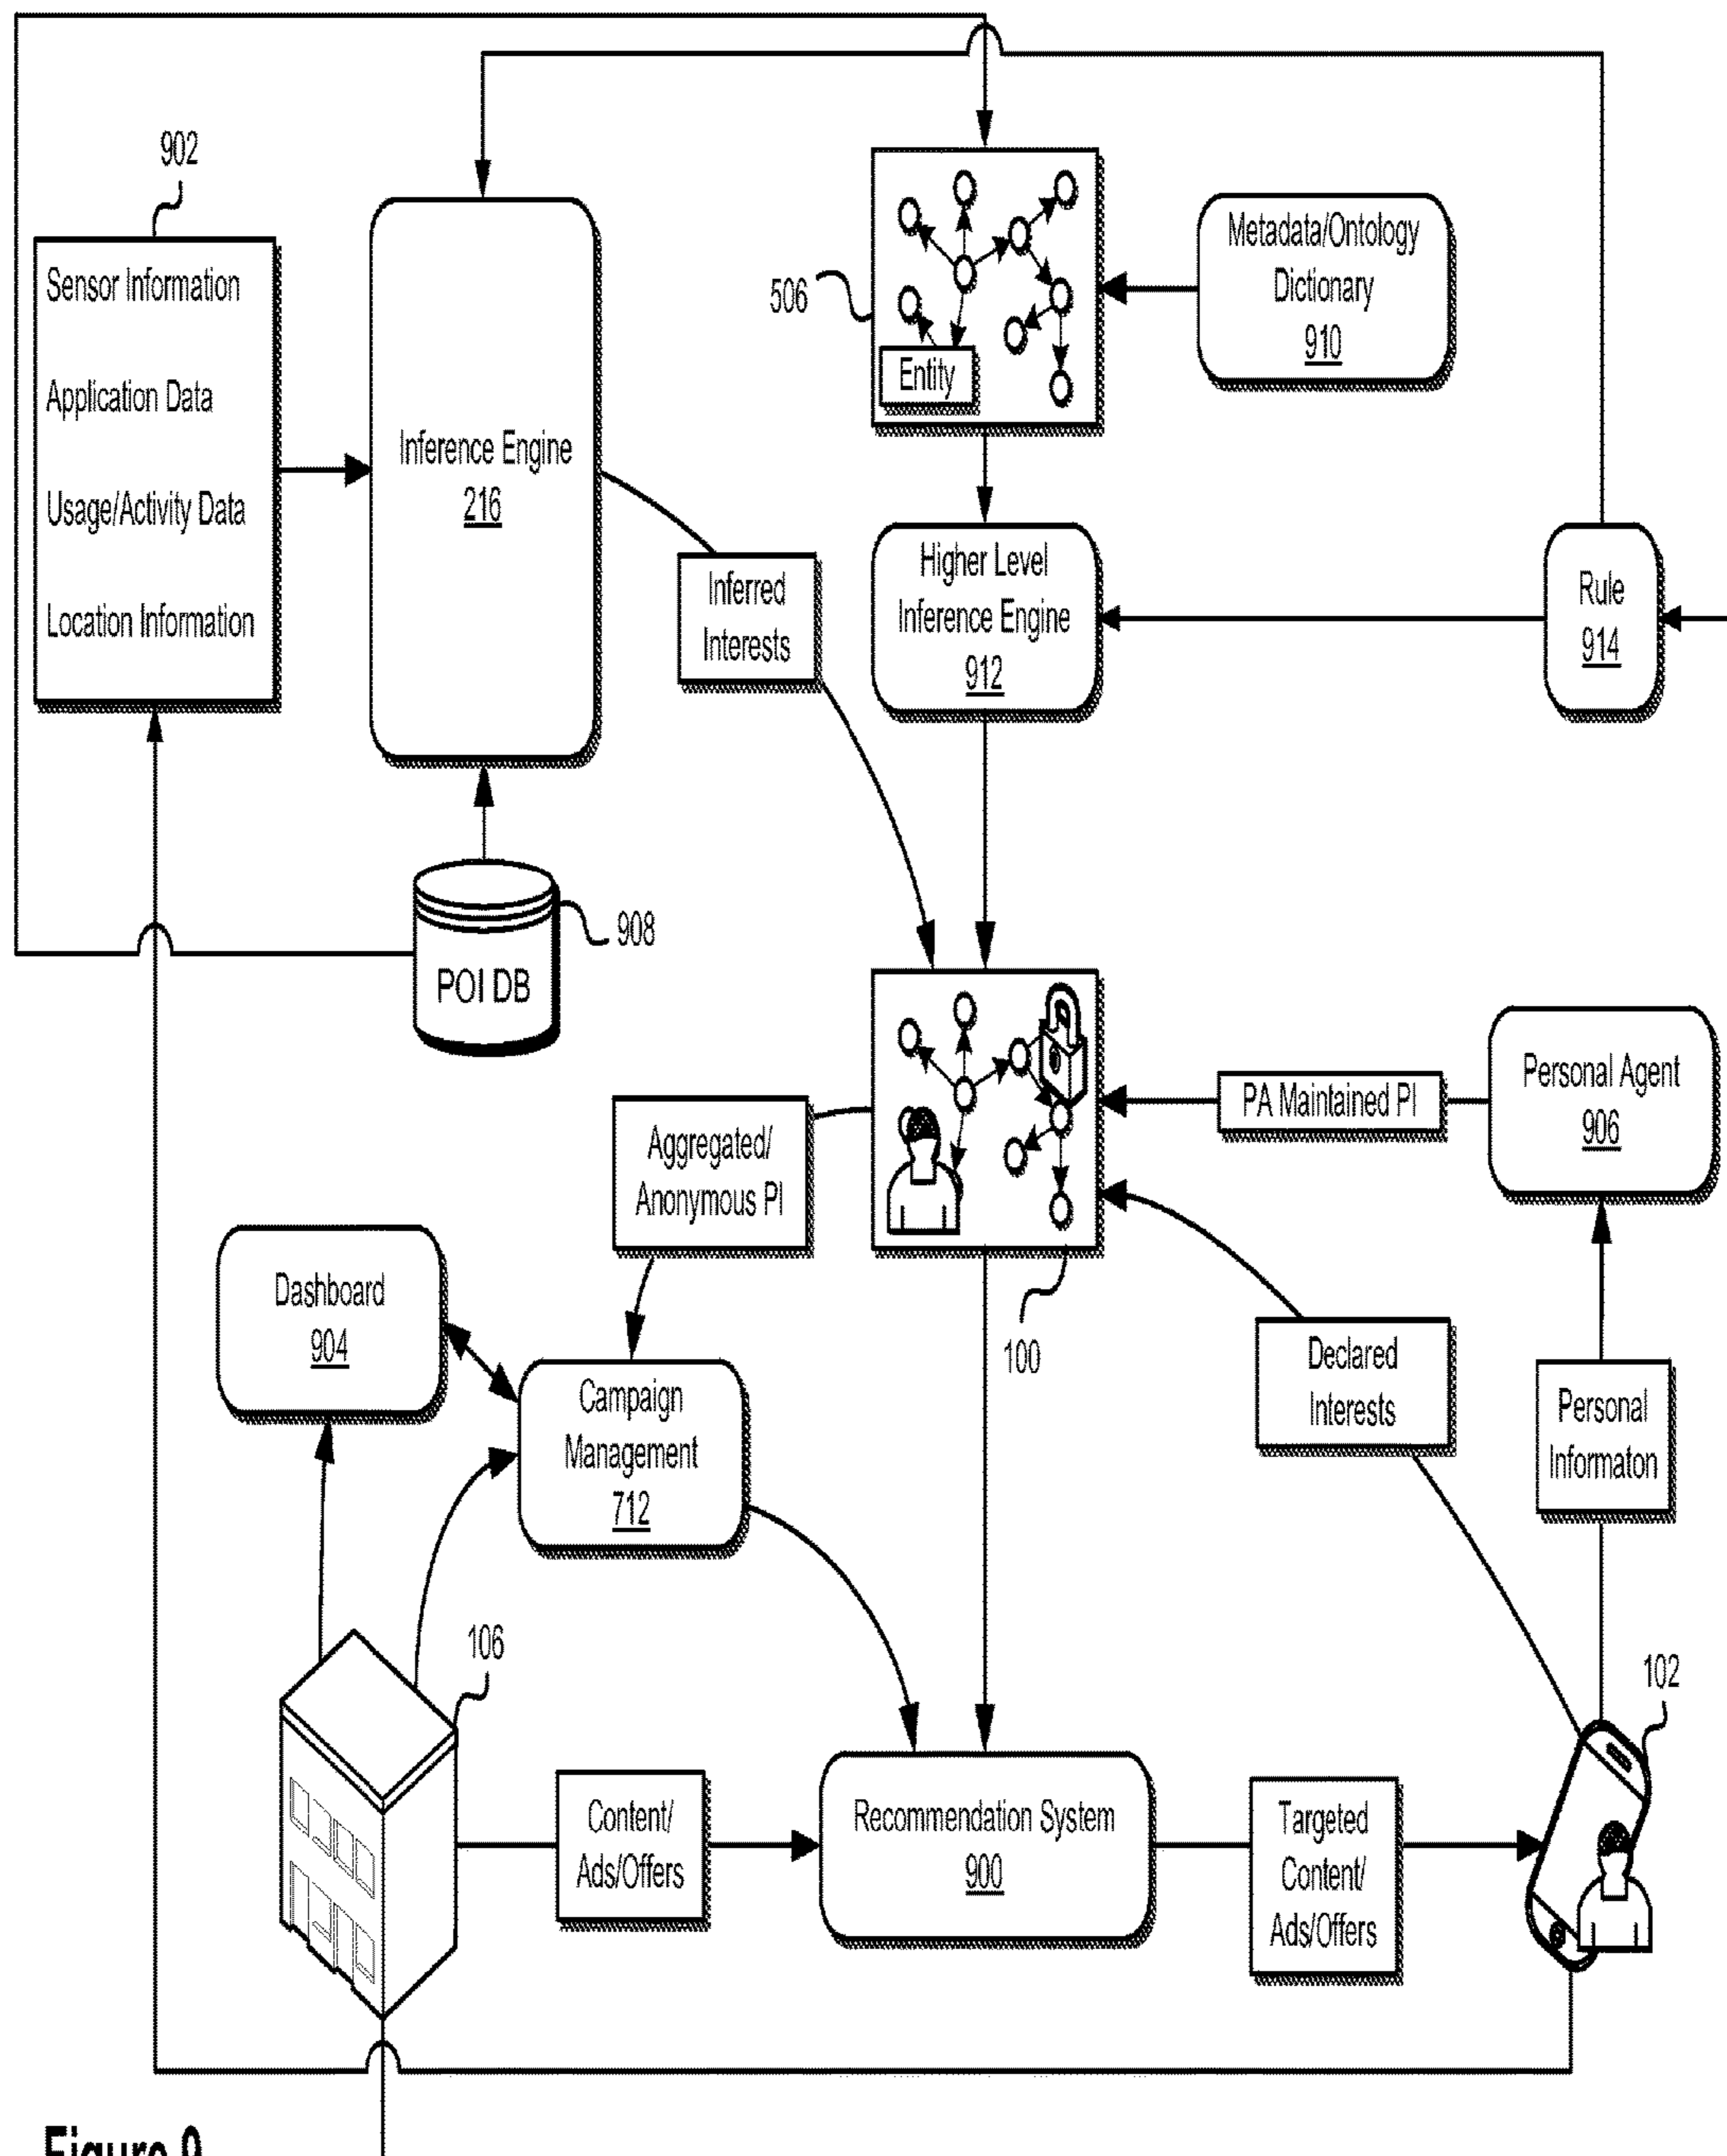 902
Sensor Information
Application Data
Usage/Activity Data
Location Information
Inference Engine
216
506
Entity
Metadata/Ontology
Dictionary
910
Inferred
Interests
Higher Level
Inference Engine
912
Rule
914
908
POI DB
Aggregated/
Anonymous PI
100
PA Maintained PI
Personal Agent
906
Dashboard
904
Campaign
Management
712
Declared
Interests
Personal
Informaton
106
102
Content/
Ads/Offers
Recommendation System
900
Targeted
Content/
Ads/Offers
Figure 9